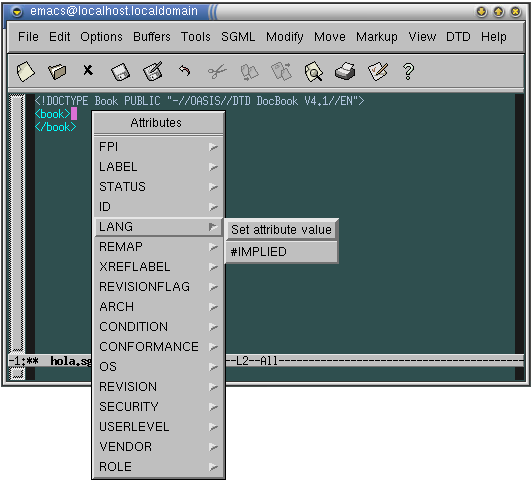 emacs@localhost.localdomain
File Edit Options Buffers Tools SGML Modify Move Markup View DTD Help
<!DOCTYPE Book PUBLIC "-//OASIS//DTD DocBook V4.1//EN">
<book>
</book>
Attributes
FPI
LABEL
STATUS
ID
LANG
Set attribute value
REMAP
#IMPLIED
XREFLABEL
REVISIONFLAG
ARCH
CONDITION
CONFORMANCE
-1:** hola.sg --L2--All
OS
REVISION
SECURITY
USERLEVEL
VENDOR
ROLE